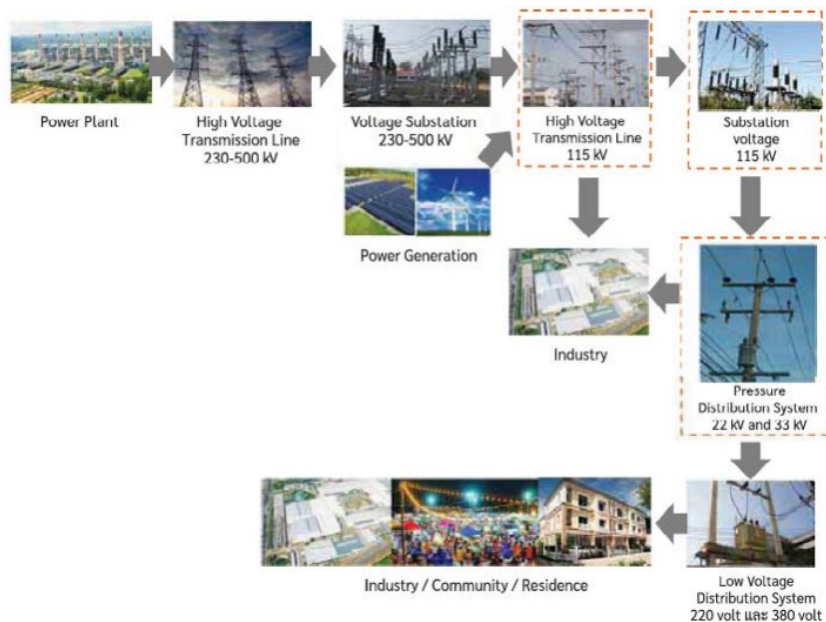 Power Plant
High Voltage
Transmission Line
230-500 kV
Voltage Substation
230-500 kV
High Voltage
Transmission Line
115 kV
Substation
voltage
115 kV
Power Generation
Industry
Pressure
Distribution System
22 kV and 33 kV
Industry / Community / Residence
Low Voltage
Distribution System
220 volt และ 380 volt